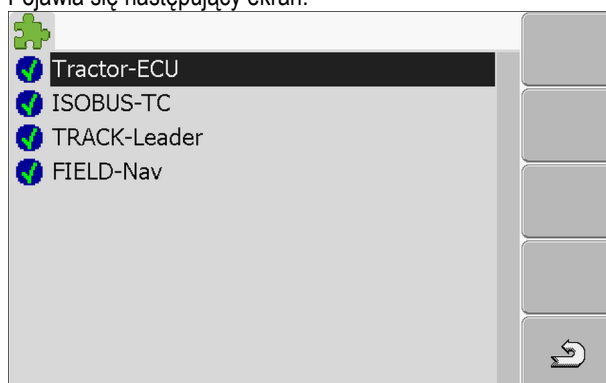 Pojawia się następujący ekran:
Tractor-ECU
ISOBUS-TC
TRACK-Leader
FIELD-Nav